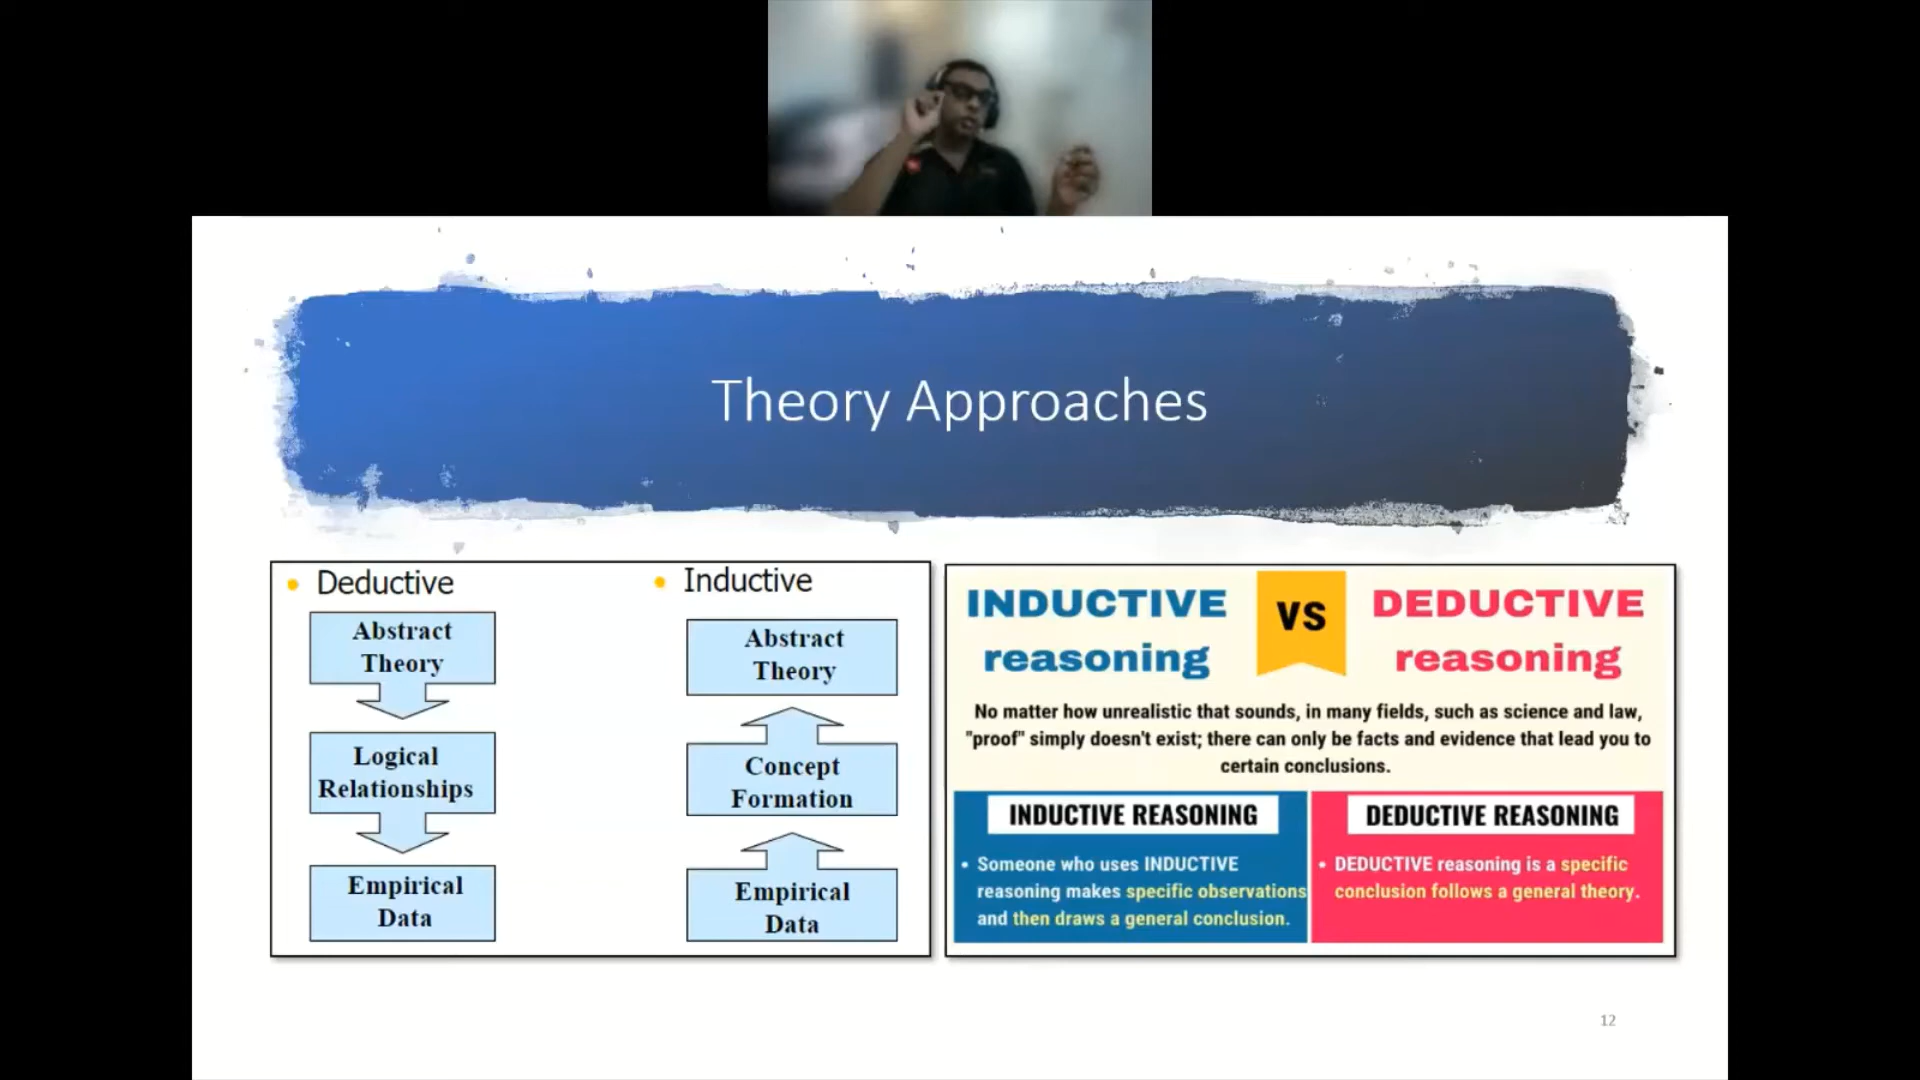 Theory Approaches
• Deductive
Abstract
Theory
Logical
Relationships
Empirical
Data
• Inductive
Abstract
Theory
Concept
Formation
Empirical
Data
INDUCTIVE
reasoning
VS
DEDUCTIVE
reasoning
No matter how unrealistic that sounds, in many fields, such as science and law,
"proof" simply doesn't exist; there can only be facts and evidence that lead you to
certain conclusions.
INDUCTIVE REASONING
• Someone who uses INDUCTIVE
reasoning makes specific observations
and then draws a general conclusion.
DEDUCTIVE REASONING
• DEDUCTIVE reasoning is a specific
conclusion follows a general theory.
12